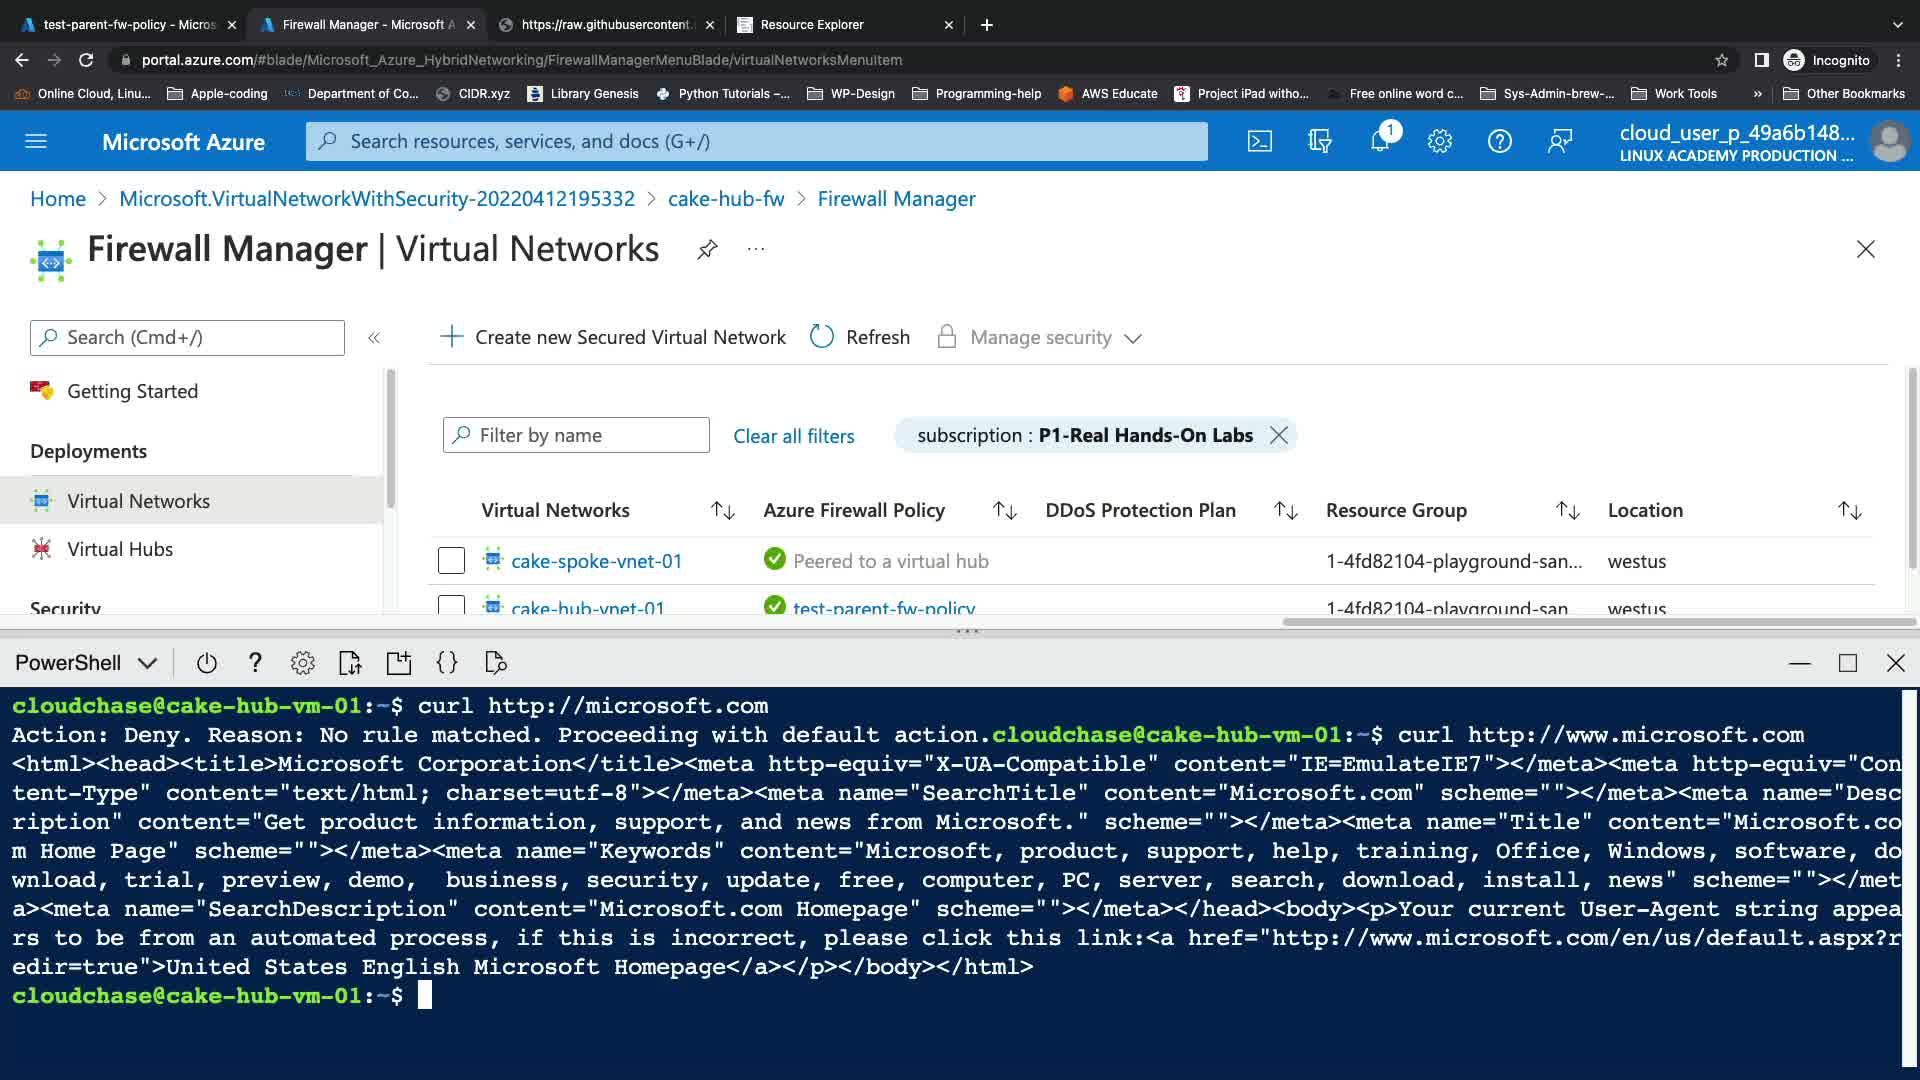 test-parent-fw-policy - Micros
Firewall Manager - Microsoft A
https://raw.githubusercontent.
Resource Explorer
portal.azure.com/#blade/Microsoft_Azure_HybridNetworking/FirewallManagerMenuBlade/virtualNetworksMenuItem
Incognito
Online Cloud, Linu...
Apple-coding
Department of Co...
CIDR.xyz
Library Genesis
Python Tutorials –...
WP-Design
Programming-help
AWS Educate
Project iPad witho...
Free online word c...
Sys-Admin-brew-...
Work Tools
»
Other Bookmarks
Microsoft Azure
Search resources, services, and docs (G+/)
1
cloud_user_p_49a6b148...
LINUX ACADEMY PRODUCTION ...
Home > Microsoft.VirtualNetworkWithSecurity-20220412195332 > cake-hub-fw > Firewall Manager
Firewall Manager | Virtual Networks
...
Search (Cmd+/)
«
Create new Secured Virtual Network
Refresh
Manage security
Getting Started
Deployments
Virtual Networks
Virtual Hubs
Security
Filter by name
Clear all filters
subscription : P1-Real Hands-On Labs
Virtual Networks
Azure Firewall Policy
DDoS Protection Plan
Resource Group
Location
cake-spoke-vnet-01
Peered to a virtual hub
1-4fd82104-playground-san...
westus
cake-hub-vnet-01
test-parent-fw-policy
1-4fd82104-playground-san
westus
PowerShell
?
{}
cloudchase@cake-hub-vm-01:~$ curl http://microsoft.com
Action: Deny. Reason: No rule matched. Proceeding with default action.cloudchase@cake-hub-vm-01:~$ curl http://www.microsoft.com
<html><head><title>Microsoft Corporation</title><meta http-equiv="X-UA-Compatible" content="IE=EmulateIE7"></meta><meta http-equiv="Con
tent-Type" content="text/html; charset=utf-8"></meta><meta name="SearchTitle" content="Microsoft.com" scheme=""></meta><meta name="Desc
ription" content="Get product information, support, and news from Microsoft." scheme=""></meta><meta name="Title" content="Microsoft.co
m Home Page" scheme=""></meta><meta name="Keywords" content="Microsoft, product, support, help, training, Office, Windows, software, do
wnload, trial, preview, demo,  business, security, update, free, computer, PC, server, search, download, install, news" scheme=""></met
a><meta name="SearchDescription" content="Microsoft.com Homepage" scheme=""></meta></head><body><p>Your current User-Agent string appea
rs to be from an automated process, if this is incorrect, please click this link:<a href="http://www.microsoft.com/en/us/default.aspx?r
edir=true">United States English Microsoft Homepage</a></p></body></html>
cloudchase@cake-hub-vm-01:~$